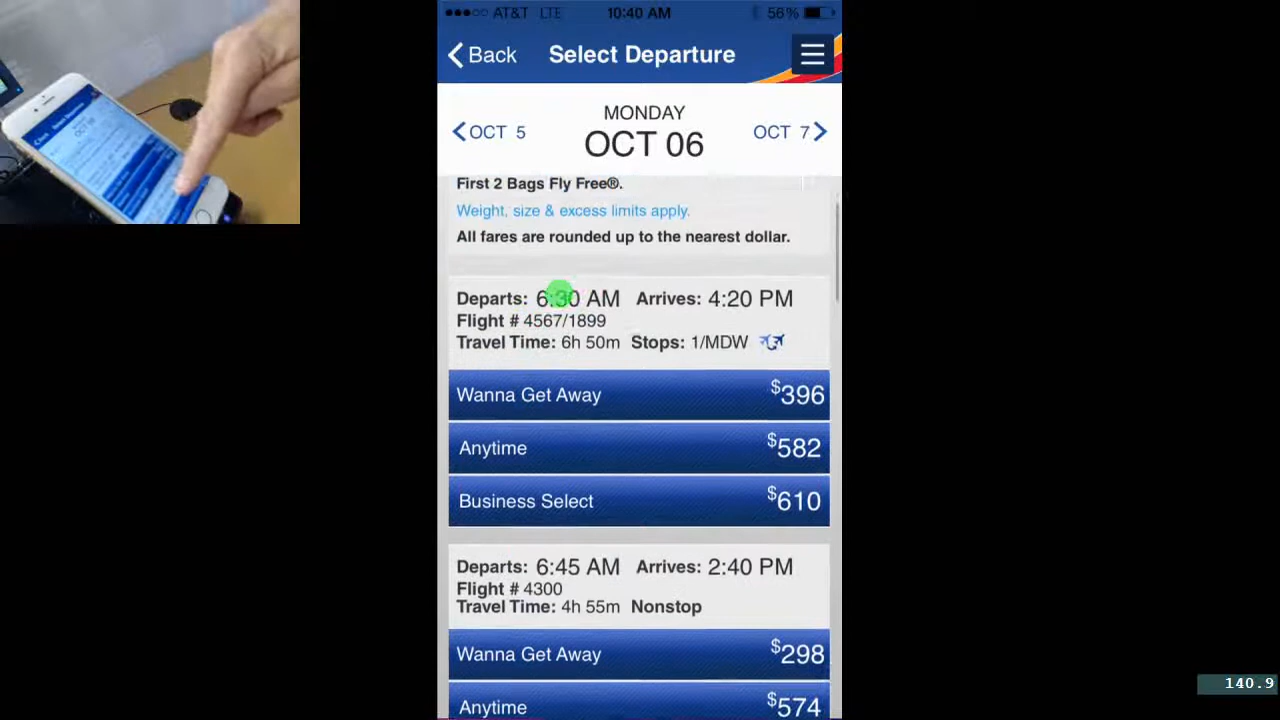 AT&T LTE 10:40 AM 56%
Back Select Departure
MONDAY
OCT 5 OCT 06 OCT 7
First 2 Bags Fly Free®.
Weight, size & excess limits apply.
All fares are rounded up to the nearest dollar.
Departs: 6:30 AM Arrives: 4:20 PM
Flight # 4567/1899
Travel Time: 6h 50m Stops: 1/MDW
Wanna Get Away $396
Anytime $582
Business Select $610
Departs: 6:45 AM Arrives: 2:40 PM
Flight # 4300
Travel Time: 4h 55m Nonstop
Wanna Get Away $298
Anytime $574
140.9